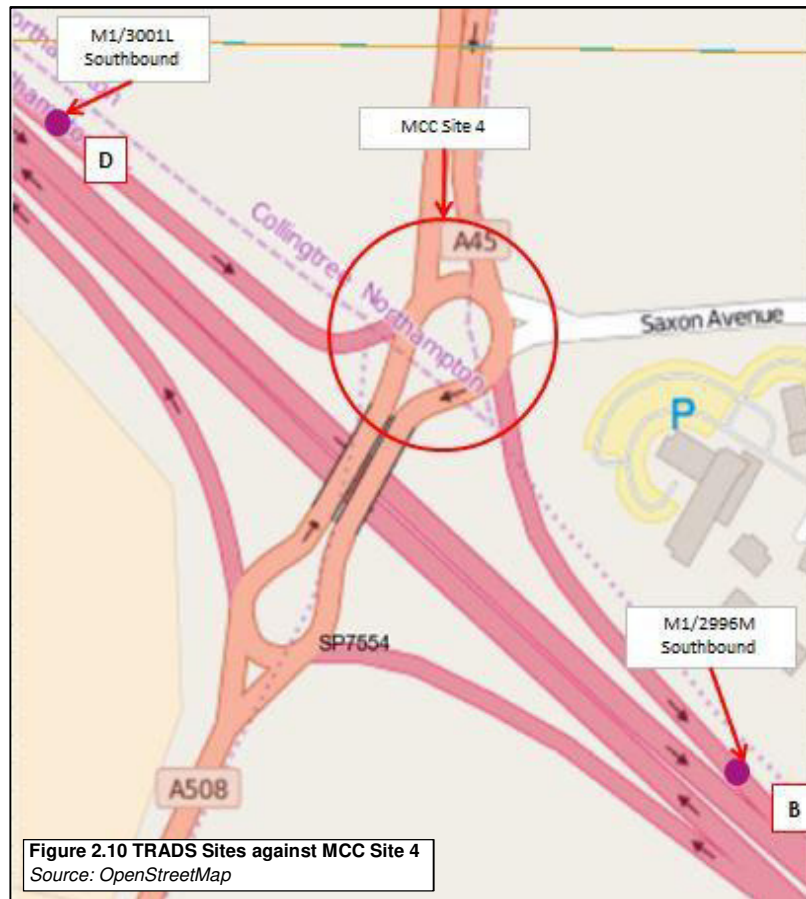 M1/3001L
Southbound
Northampton
D
MCC Site 4
A45
Collingtree
Northampton
Saxon Avenue
P
M1/2996M
Southbound
SP7554
A508
B
Figure 2.10 TRADS Sites against MCC Site 4
Source: OpenStreetMap